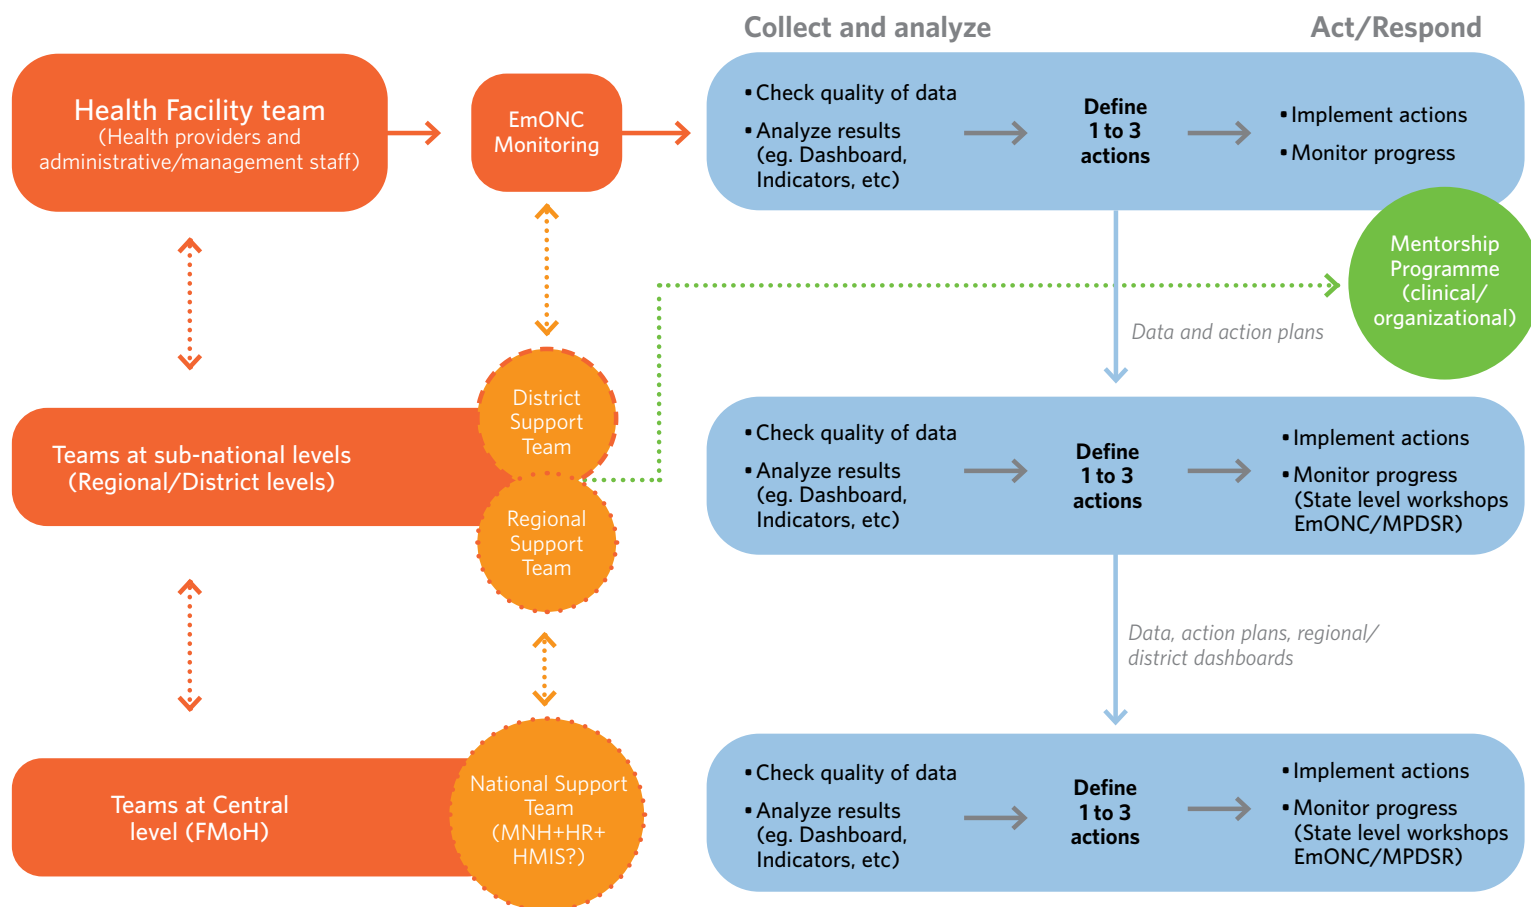 Collect and analyze
Act/Respond
Health Facility team
(Health providers and
administrative/management staff)
EmONC
Monitoring
▪ Check quality of data
▪ Analyze results
(eg. Dashboard,
Indicators, etc)
Define
1 to 3
actions
▪ Implement actions
▪ Monitor progress
Mentorship
Programme
(clinical/
organizational)
Data and action plans
Teams at sub-national levels
(Regional/District levels)
District
Support
Team
Regional
Support
Team
▪ Check quality of data
▪ Analyze results
(eg. Dashboard,
Indicators, etc)
Define
1 to 3
actions
▪ Implement actions
▪ Monitor progress
(State level workshops
EmONC/MPDSR)
Data, action plans, regional/
district dashboards
Teams at Central
level (FMoH)
National Support
Team
(MNH+HR+
HMIS?)
▪ Check quality of data
▪ Analyze results
(eg. Dashboard,
Indicators, etc)
Define
1 to 3
actions
▪ Implement actions
▪ Monitor progress
(State level workshops
EmONC/MPDSR)